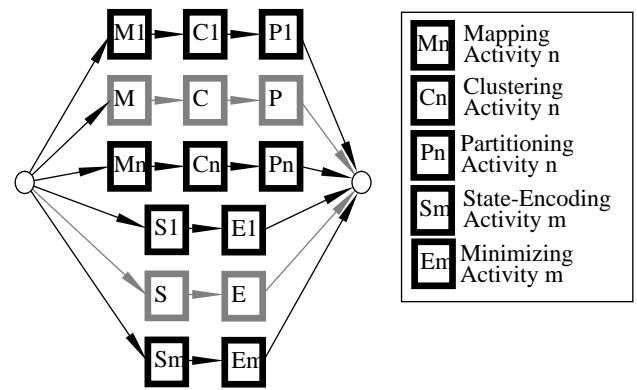 M1 C1 P1
M C P
Mn Cn Pn
S1 E1
S E
Sm Em
Mn Mapping
Activity n
Cn Clustering
Activity n
Pn Partitioning
Activity n
Sm State-Encoding
Activity m
Em Minimizing
Activity m